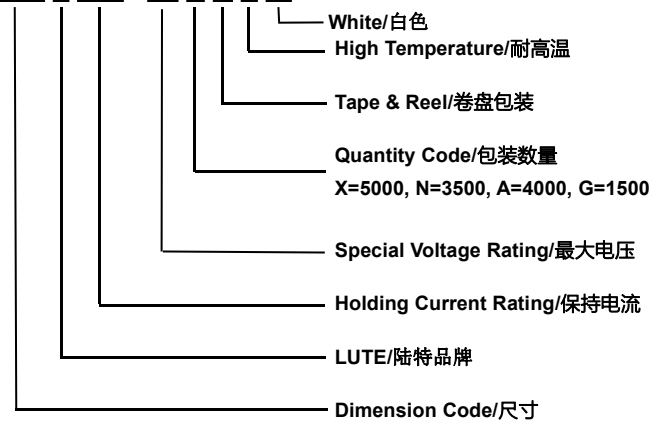 White/白色
High Temperature/耐高温
Tape & Reel/卷盘包装
Quantity Code/包装数量
X=5000, N=3500, A=4000, G=1500
Special Voltage Rating/最大电压
Holding Current Rating/保持电流
LUTE/陆特品牌
Dimension Code/尺寸